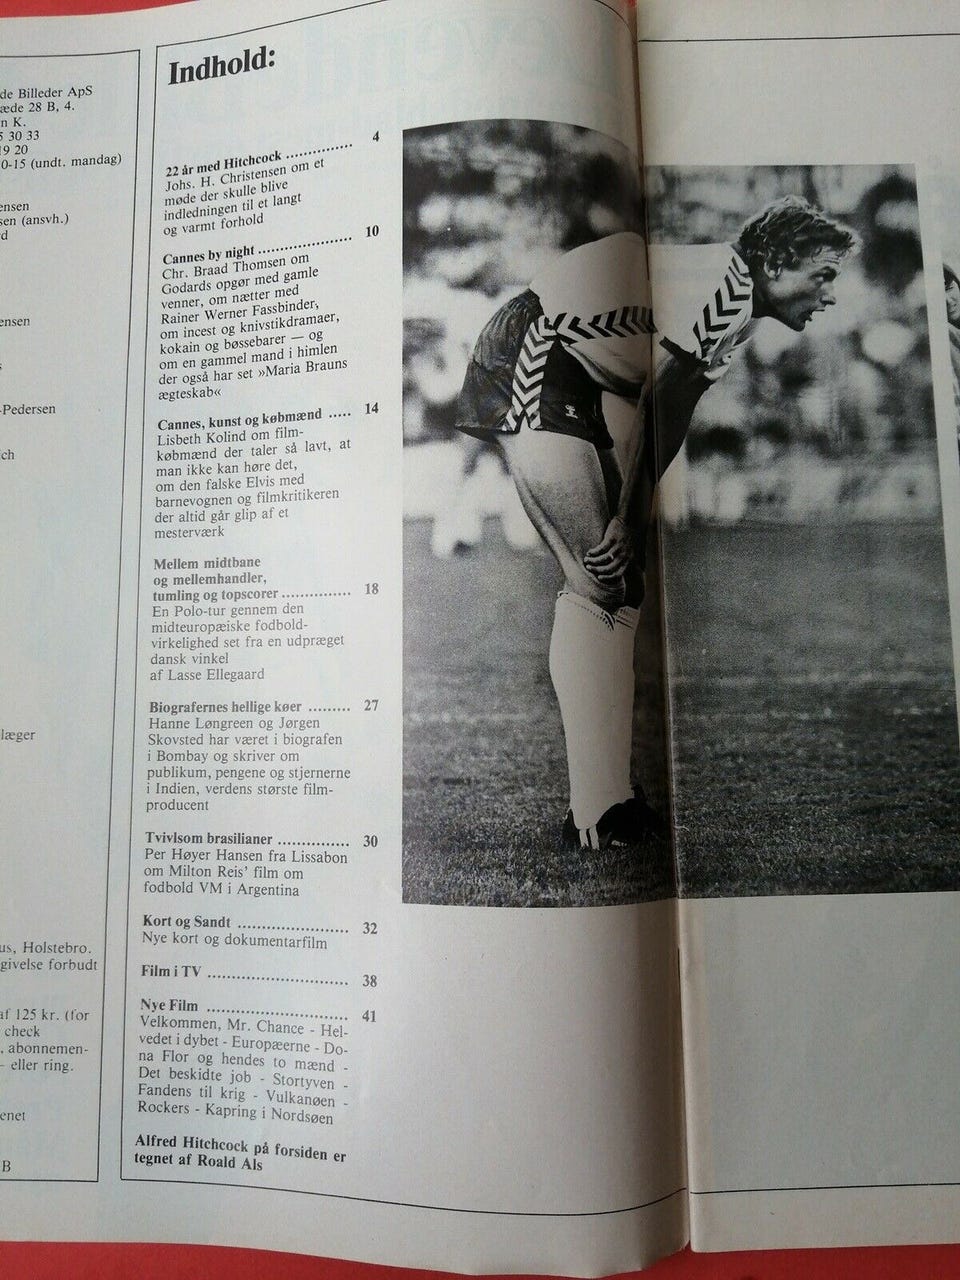 de Billeder ApS
æde 28 B, 4.
n K.
5 30 33
19 20
0-15 (undt. mandag)
ensen
sen (ansvh.)
rd
ensen
-Pedersen
ch
læger
us, Holstebro.
givelse forbudt
af 125 kr. (for
check
, abonnemen-
- eller ring.
enet
B
Indhold:
22 år med Hitchcock ............... 4
Johs. H. Christensen om et
møde der skulle blive
indledningen til et langt
og varmt forhold
Cannes by night ..................... 10
Chr. Braad Thomsen om
Godards opgør med gamle
venner, om nætter med
Rainer Werner Fassbinder,
om incest og knivstikdramaer,
kokain og bøssebarer — og
om en gammel mand i himlen
der også har set »Maria Brauns
ægteskab«
Cannes, kunst og købmænd ..... 14
Lisbeth Kolind om film-
købmænd der taler så lavt, at
man ikke kan høre det,
om den falske Elvis med
barnevognen og filmkritikeren
der altid går glip af et
mesterværk
Mellem midtbane
og mellemhandler,
tumling og topscorer ............... 18
En Polo-tur gennem den
midteuropæiske fodbold-
virkelighed set fra en udpræget
dansk vinkel
af Lasse Ellegaard
Biografernes hellige køer ......... 27
Hanne Løngreen og Jørgen
Skovsted har været i biografen
i Bombay og skriver om
publikum, pengene og stjernerne
i Indien, verdens største film-
producent
Tvivlsom brasilianer ............... 30
Per Høyer Hansen fra Lissabon
om Milton Reis' film om
fodbold VM i Argentina
Kort og Sandt ........................ 32
Nye kort og dokumentarfilm
Film i TV .............................. 38
Nye Film .............................. 41
Velkommen, Mr. Chance - Hel-
vedet i dybet - Europæerne - Do-
na Flor og hendes to mænd -
Det beskidte job - Stortyven -
Fandens til krig - Vulkanøen -
Rockers - Kapring i Nordsøen
Alfred Hitchcock på forsiden er
tegnet af Roald Als